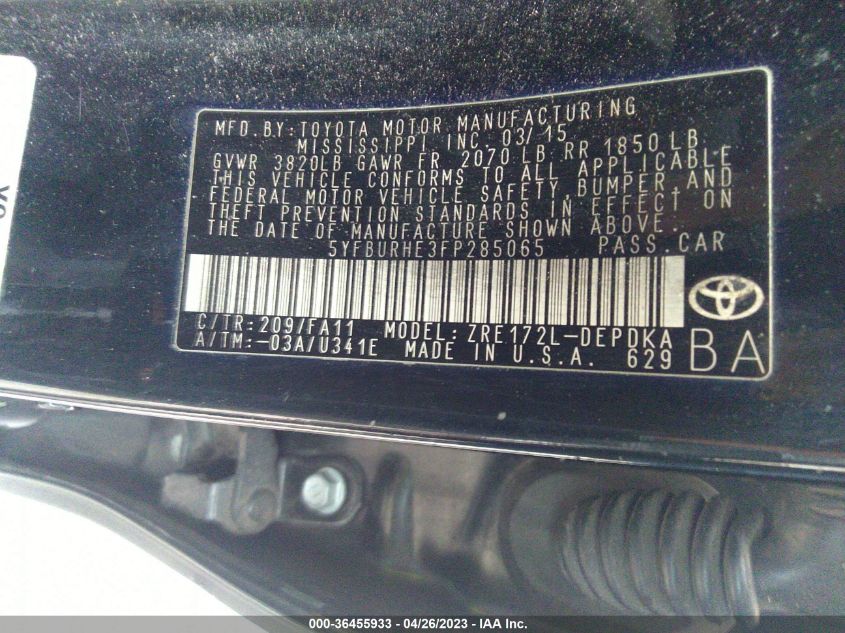 MFD. BY: TOYOTA MOTOR MANUFACTURING
MISSISSIPPI, INC. 03/15
GVWR 3820LB GAWR FR 2070 LB RR 1850 LB
THIS VEHICLE CONFORMS TO ALL APPLICABLE
FEDERAL MOTOR VEHICLE SAFETY, BUMPER, AND
THEFT PREVENTION STANDARDS IN EFFECT ON
THE DATE OF MANUFACTURE SHOWN ABOVE.
5YFBURHE3FP285065 PASS. CAR
C/TR: 209/FA11 MODEL: ZRE172L-DEPDKA
A/TM: -03A/U341E MADE IN U.S.A. 629
BA
000-36455933 - 04/26/2023 - IAA Inc.